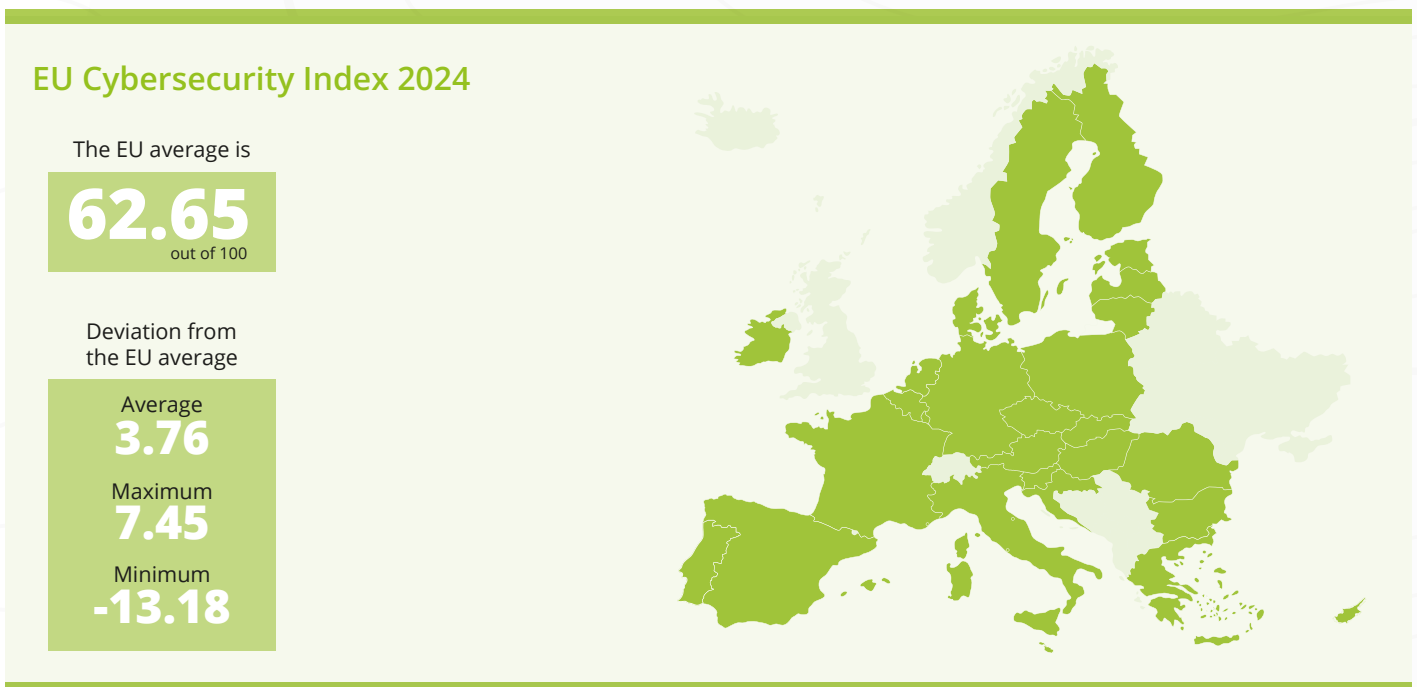 EU Cybersecurity Index 2024
The EU average is
62.65
out of 100
Deviation from
the EU average
Average
3.76
Maximum
7.45
Minimum
-13.18